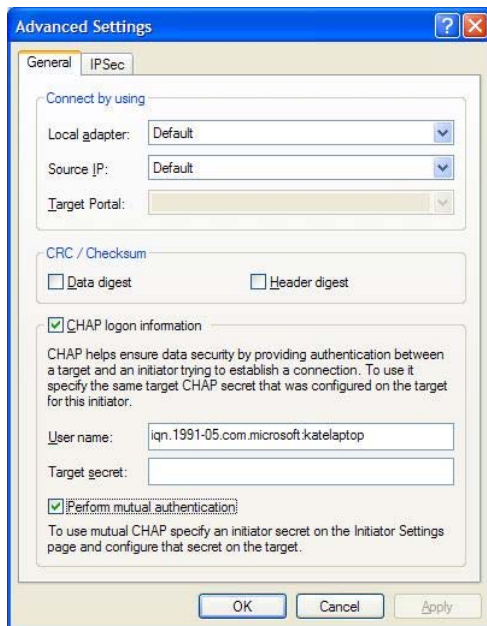 Advanced Settings
General IPSec
Connect by using
Local adapter: Default
Source IP: Default
Target Portal:
CRC / Checksum
Data digest Header digest
CHAP logon information
CHAP helps ensure data security by providing authentication between
a target and an initiator trying to establish a connection. To use it
specify the same target CHAP secret that was configured on the target
for this initiator.
User name: iqn.1991-05.com.microsoft:katelaptop
Target secret:
Perform mutual authentication
To use mutual CHAP specify an initiator secret on the Initiator Settings
page and configure that secret on the target.
OK Cancel Apply